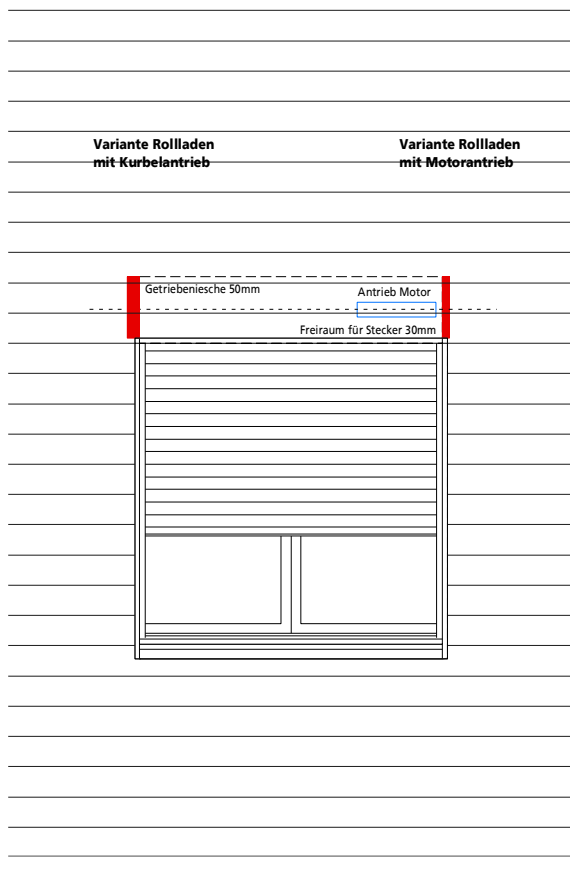 Variante Rollladen
mit Kurbelantrieb
Variante Rollladen
mit Motorantrieb
Getriebeniesche 50mm
Antrieb Motor
Freiraum für Stecker 30mm